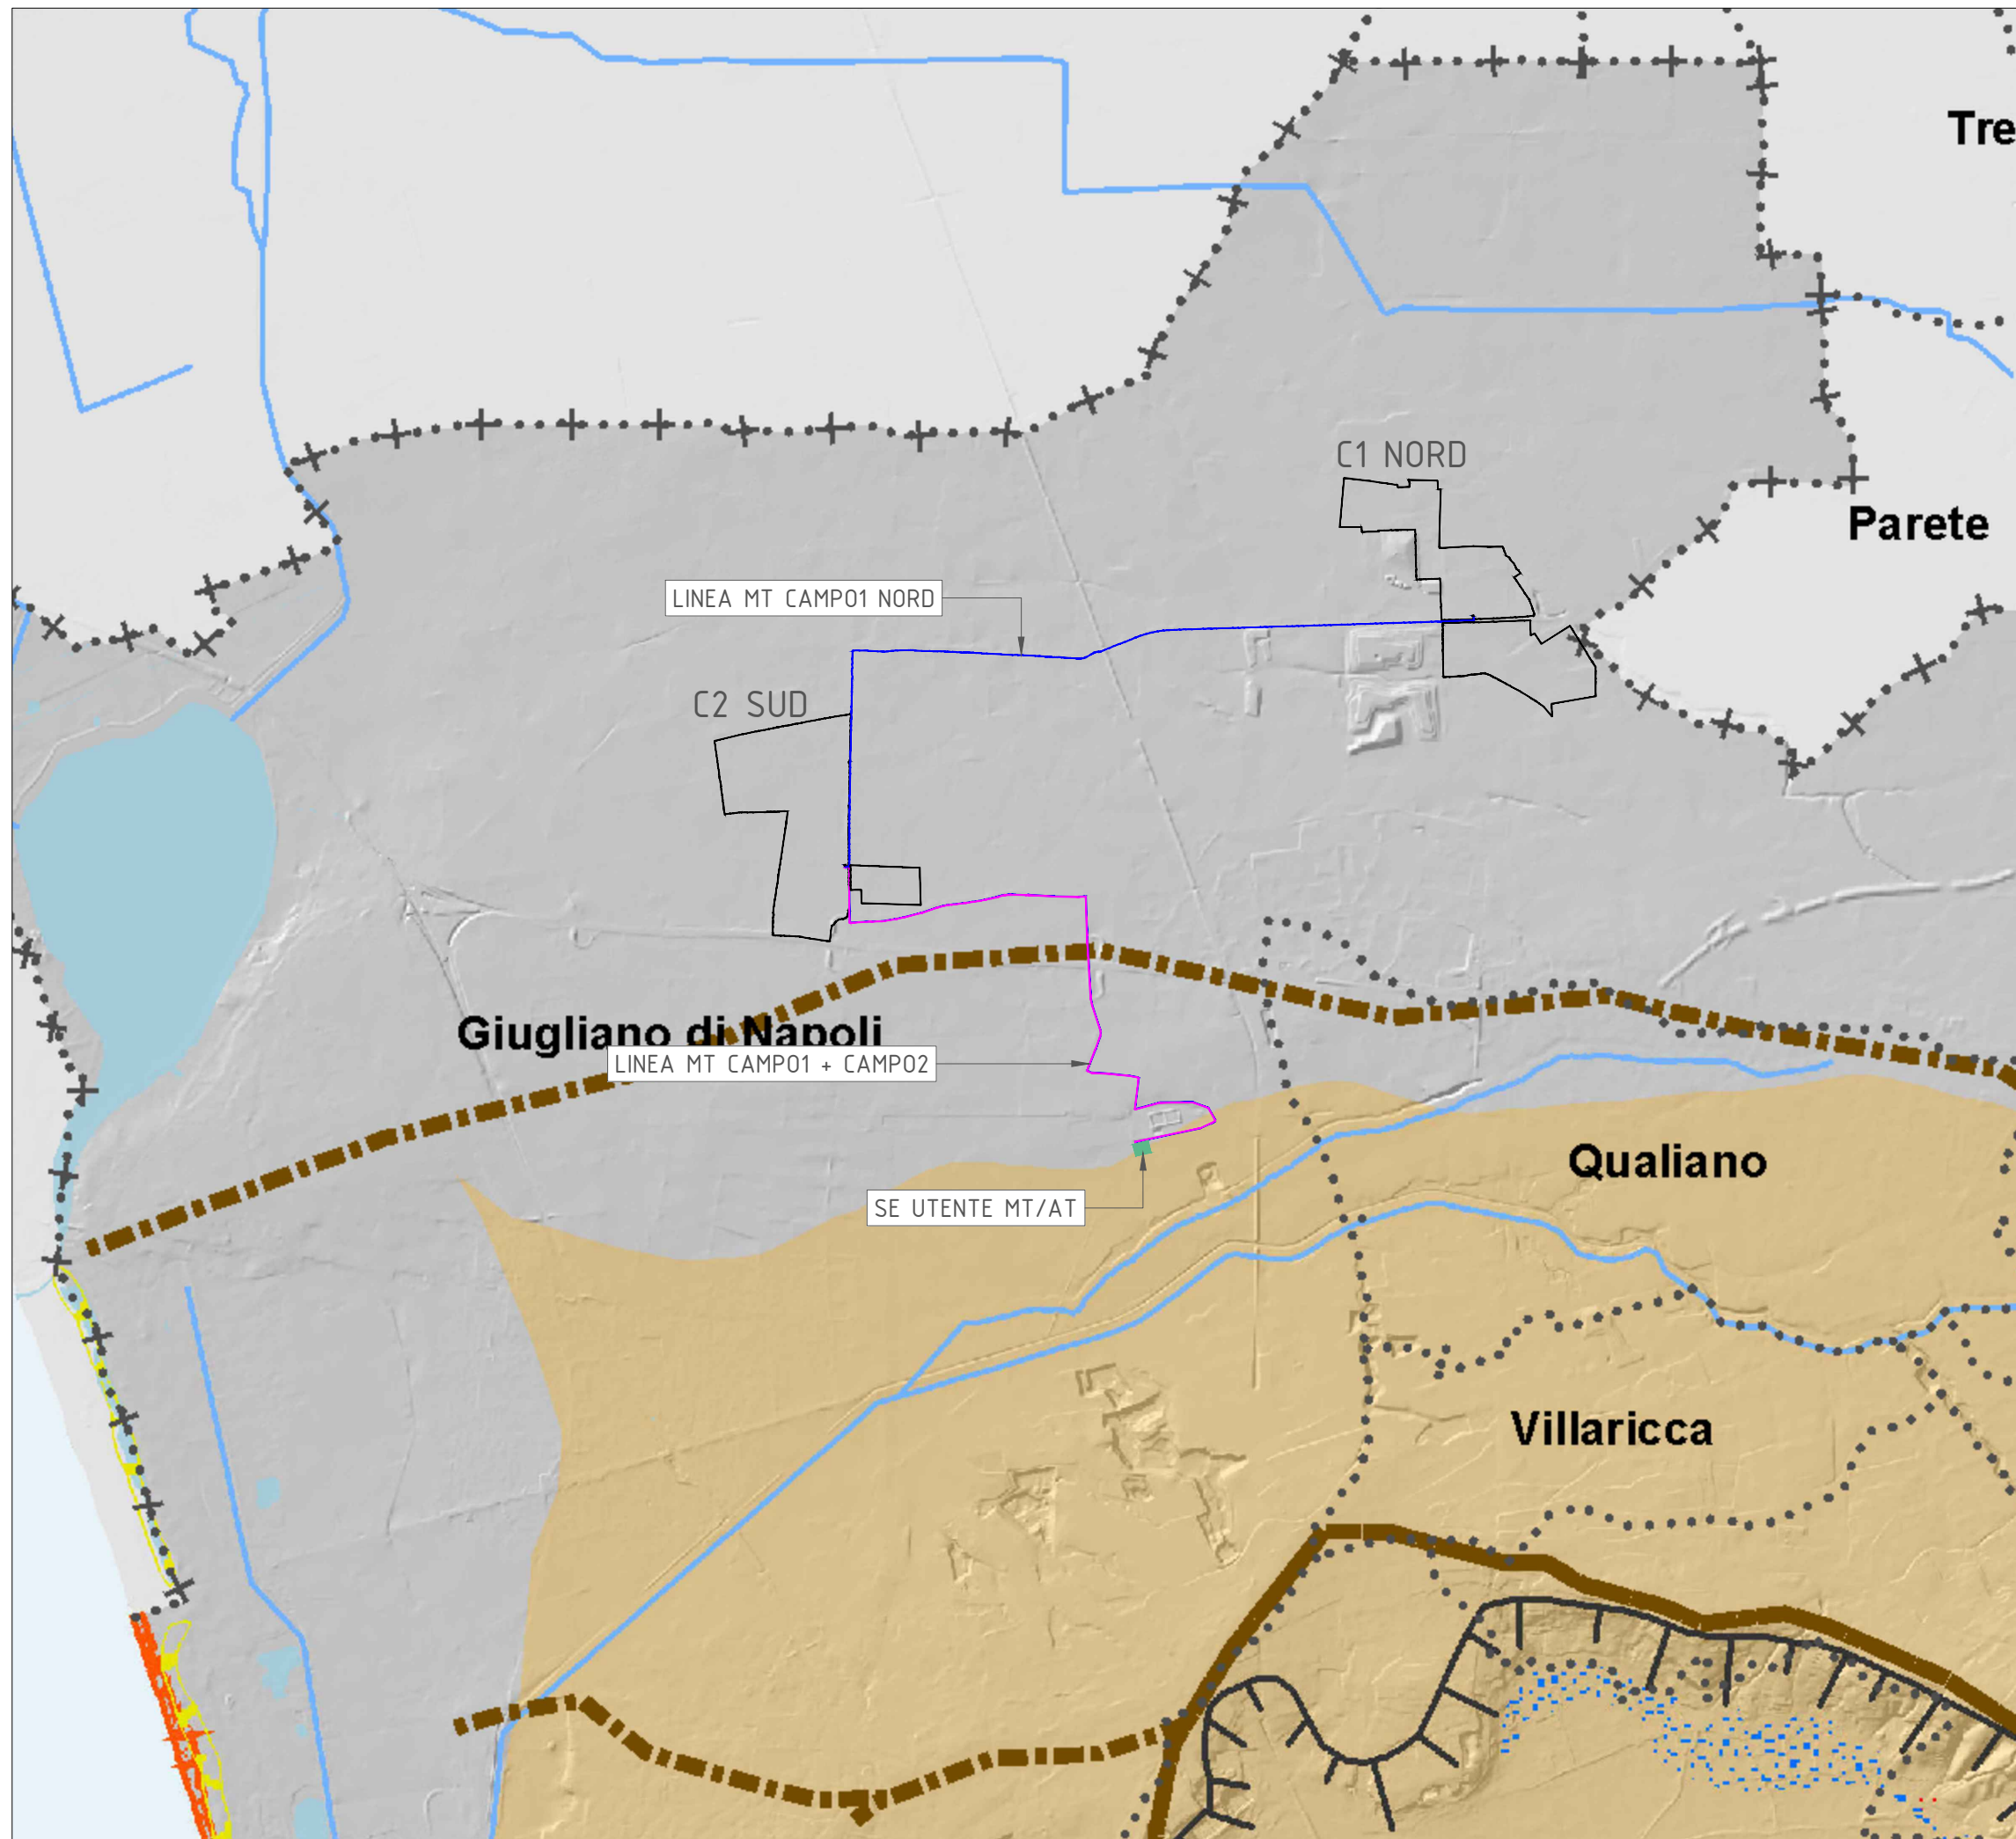 Tre
C1 NORD
Parete
LINEA MT CAMPO1 NORD
C2 SUD
Giugliano di Napoli
LINEA MT CAMPO1 + CAMPO2
Qualiano
SE UTENTE MT/AT
Villaricca